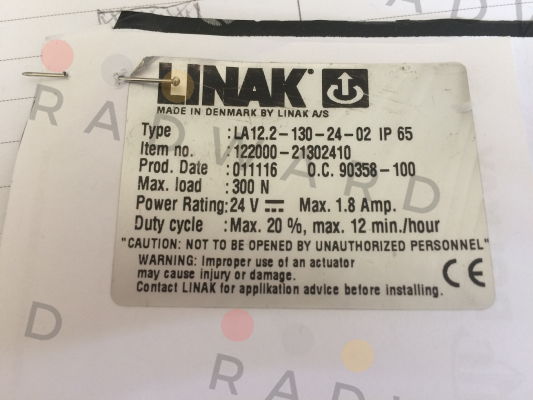 LINAK
MADE IN DENMARK BY LINAK A/S
Type : LA12.2-130-24-02 IP 65
Item no. : 122000-21302410
Prod. Date : 011116 O.C. 90358-100
Max. load : 300 N
Power Rating: 24 V Max. 1.8 Amp.
Duty cycle : Max. 20 %, max. 12 min./hour
"CAUTION: NOT TO BE OPENED BY UNAUTHORIZED PERSONNEL"
WARNING: Improper use of an actuator
may cause injury or damage.
Contact LINAK for applikation advice before installing.
CE
RADWARD
RAD